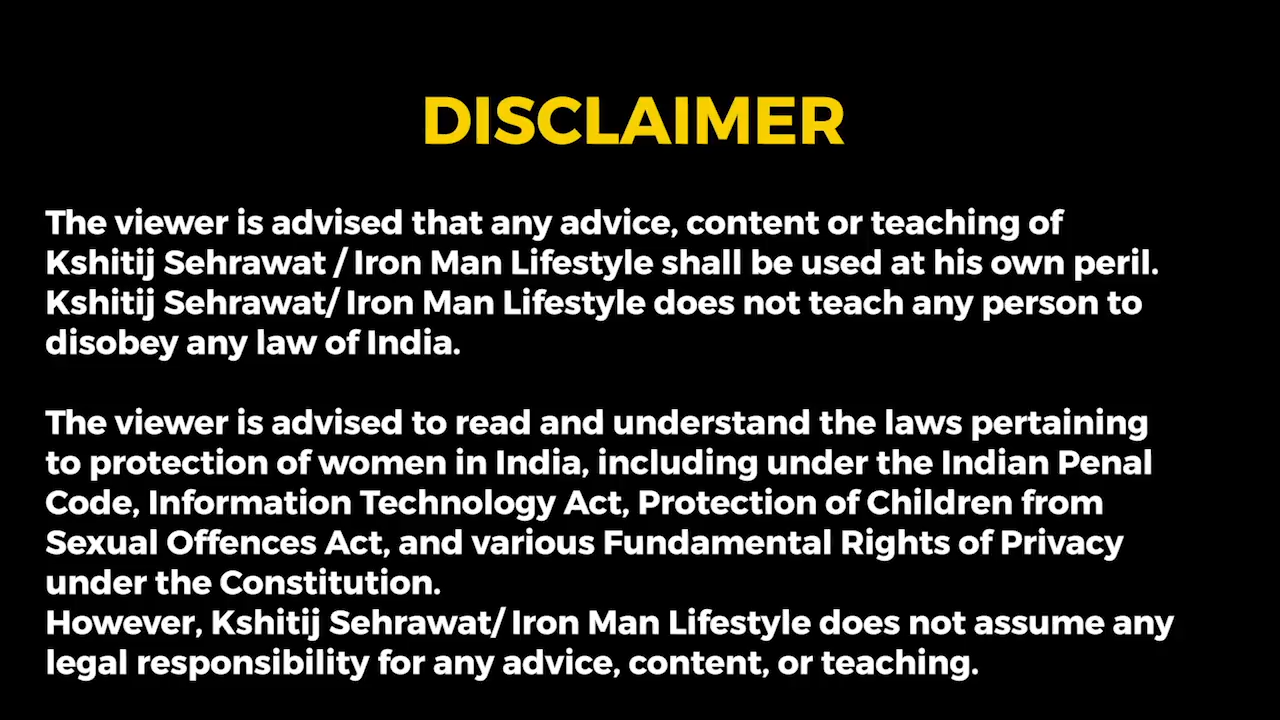 DISCLAIMER
The viewer is advised that any advice, content or teaching of
Kshitij Sehrawat / Iron Man Lifestyle shall be used at his own peril.
Kshitij Sehrawat/ Iron Man Lifestyle does not teach any person to
disobey any law of India.
The viewer is advised to read and understand the laws pertaining
to protection of women in India, including under the Indian Penal
Code, Information Technology Act, Protection of Children from
Sexual Offences Act, and various Fundamental Rights of Privacy
under the Constitution.
However, Kshitij Sehrawat/ Iron Man Lifestyle does not assume any
legal responsibility for any advice, content, or teaching.